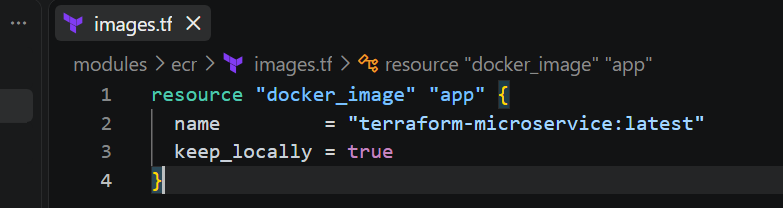 ... images.tf ×
modules > ecr > images.tf > resource "docker_image" "app"
1 resource "docker_image" "app" {
2 name = "terraform-microservice:latest"
3 keep_locally = true
4 }